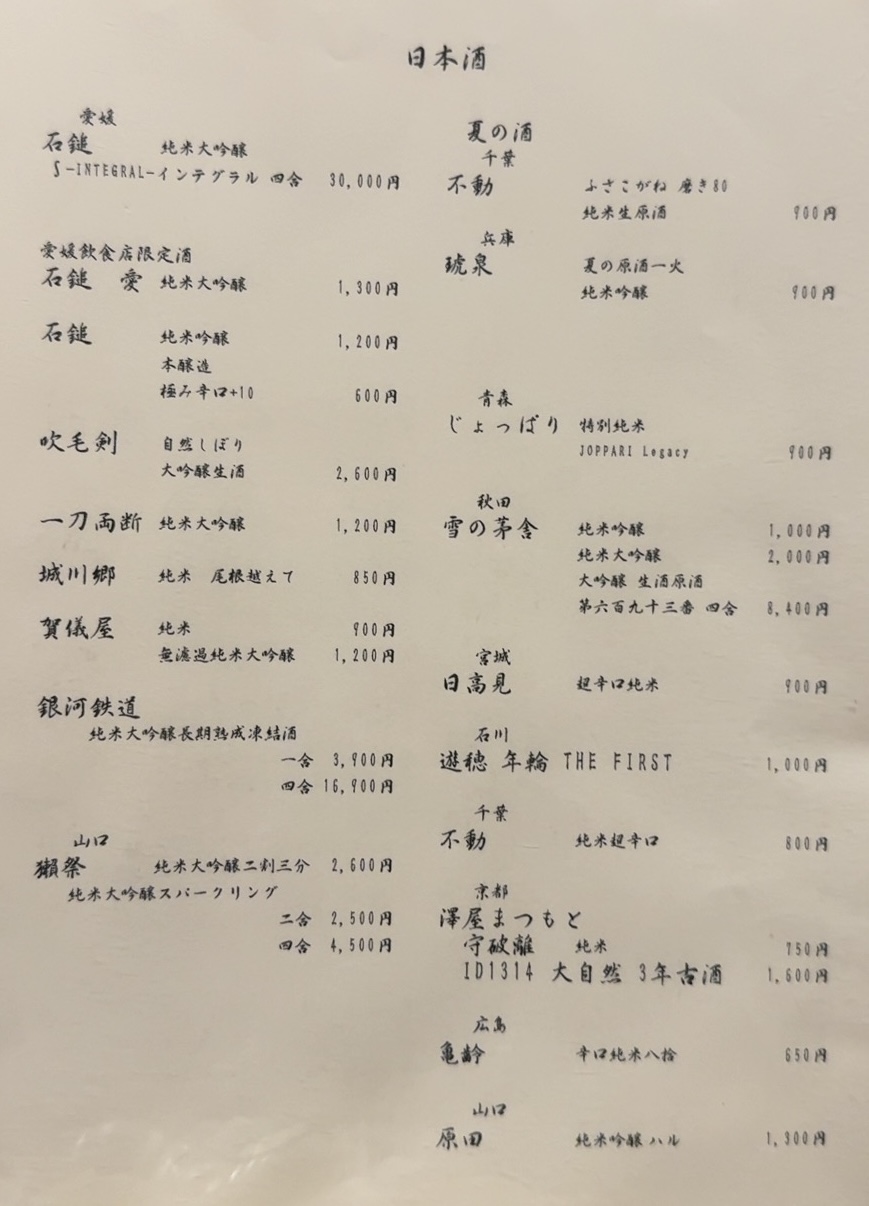 日本酒
愛媛
石鎚 純米大吟醸
S-INTEGRAL-インテグラル 四合 30,000円
愛媛飲食店限定酒
石鎚 愛 純米大吟醸 1,300円
石鎚 純米吟醸 1,200円
本醸造
極み辛口+10 600円
吹毛剣 自然しぼり
大吟醸生酒 2,600円
一刀両断 純米大吟醸 1,200円
城川郷 純米 尾根越えて 850円
賀儀屋 純米 900円
無濾過純米大吟醸 1,200円
銀河鉄道
純米大吟醸長期熟成凍結酒
一合 3,900円
四合 16,900円
山口
獺祭 純米大吟醸二割三分 2,600円
純米大吟醸スパークリング
二合 2,500円
四合 4,500円
夏の酒
千葉
不動 ふさこがね 磨き80
純米生原酒 900円
兵庫
琥泉 夏の原酒一火
純米吟醸 900円
青森
じょっぱり 特別純米
JOPPARI Legacy 900円
秋田
雪の茅舎 純米吟醸 1,000円
純米大吟醸 2,000円
大吟醸 生酒原酒
第六百九十三番 四合 8,400円
宮城
日高見 超辛口純米 900円
石川
遊穂 年輪 THE FIRST 1,000円
千葉
不動 純米超辛口 800円
京都
澤屋まつもと
守破離 純米 750円
ID1314 大自然 3年古酒 1,600円
広島
亀齢 辛口純米八拾 650円
山口
原田 純米吟醸ハル 1,300円